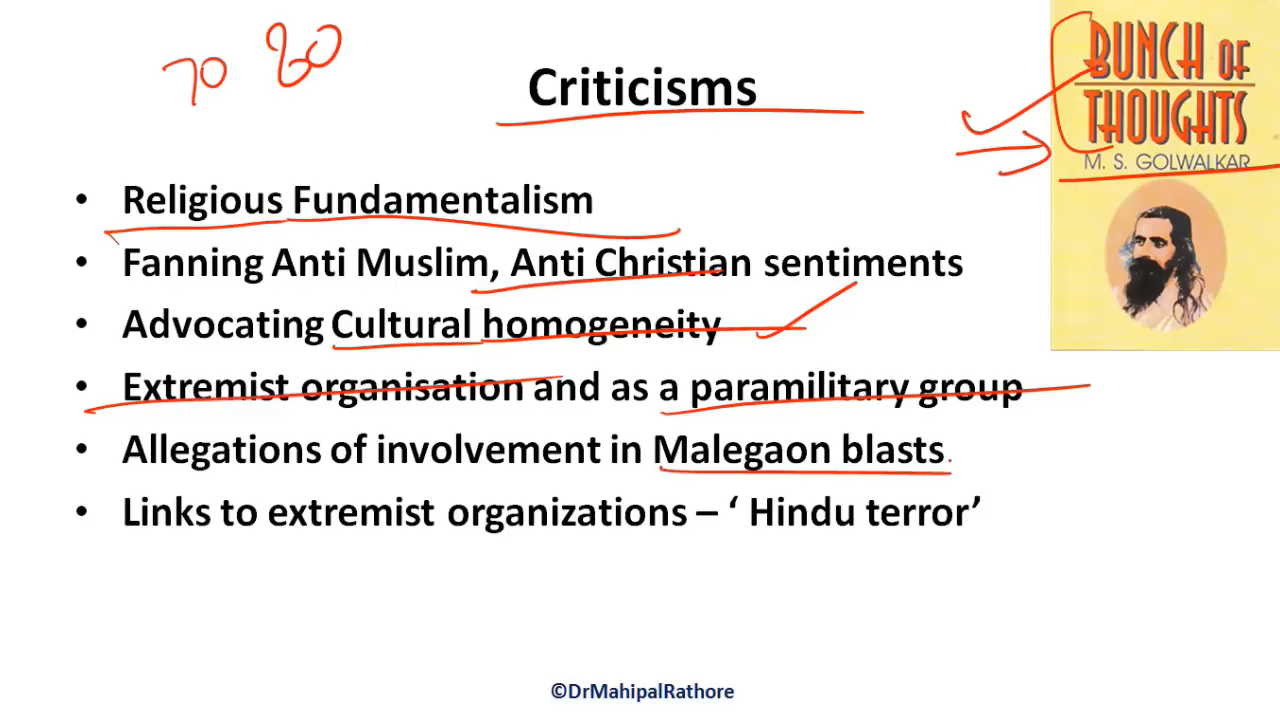 70 80
Criticisms
BUNCH OF
THOUGHTS
M. S. GOLWALKAR
• Religious Fundamentalism
• Fanning Anti Muslim, Anti Christian sentiments
• Advocating Cultural homogeneity
• Extremist organisation and as a paramilitary group
• Allegations of involvement in Malegaon blasts.
• Links to extremist organizations – ‘ Hindu terror’
©DrMahipalRathore